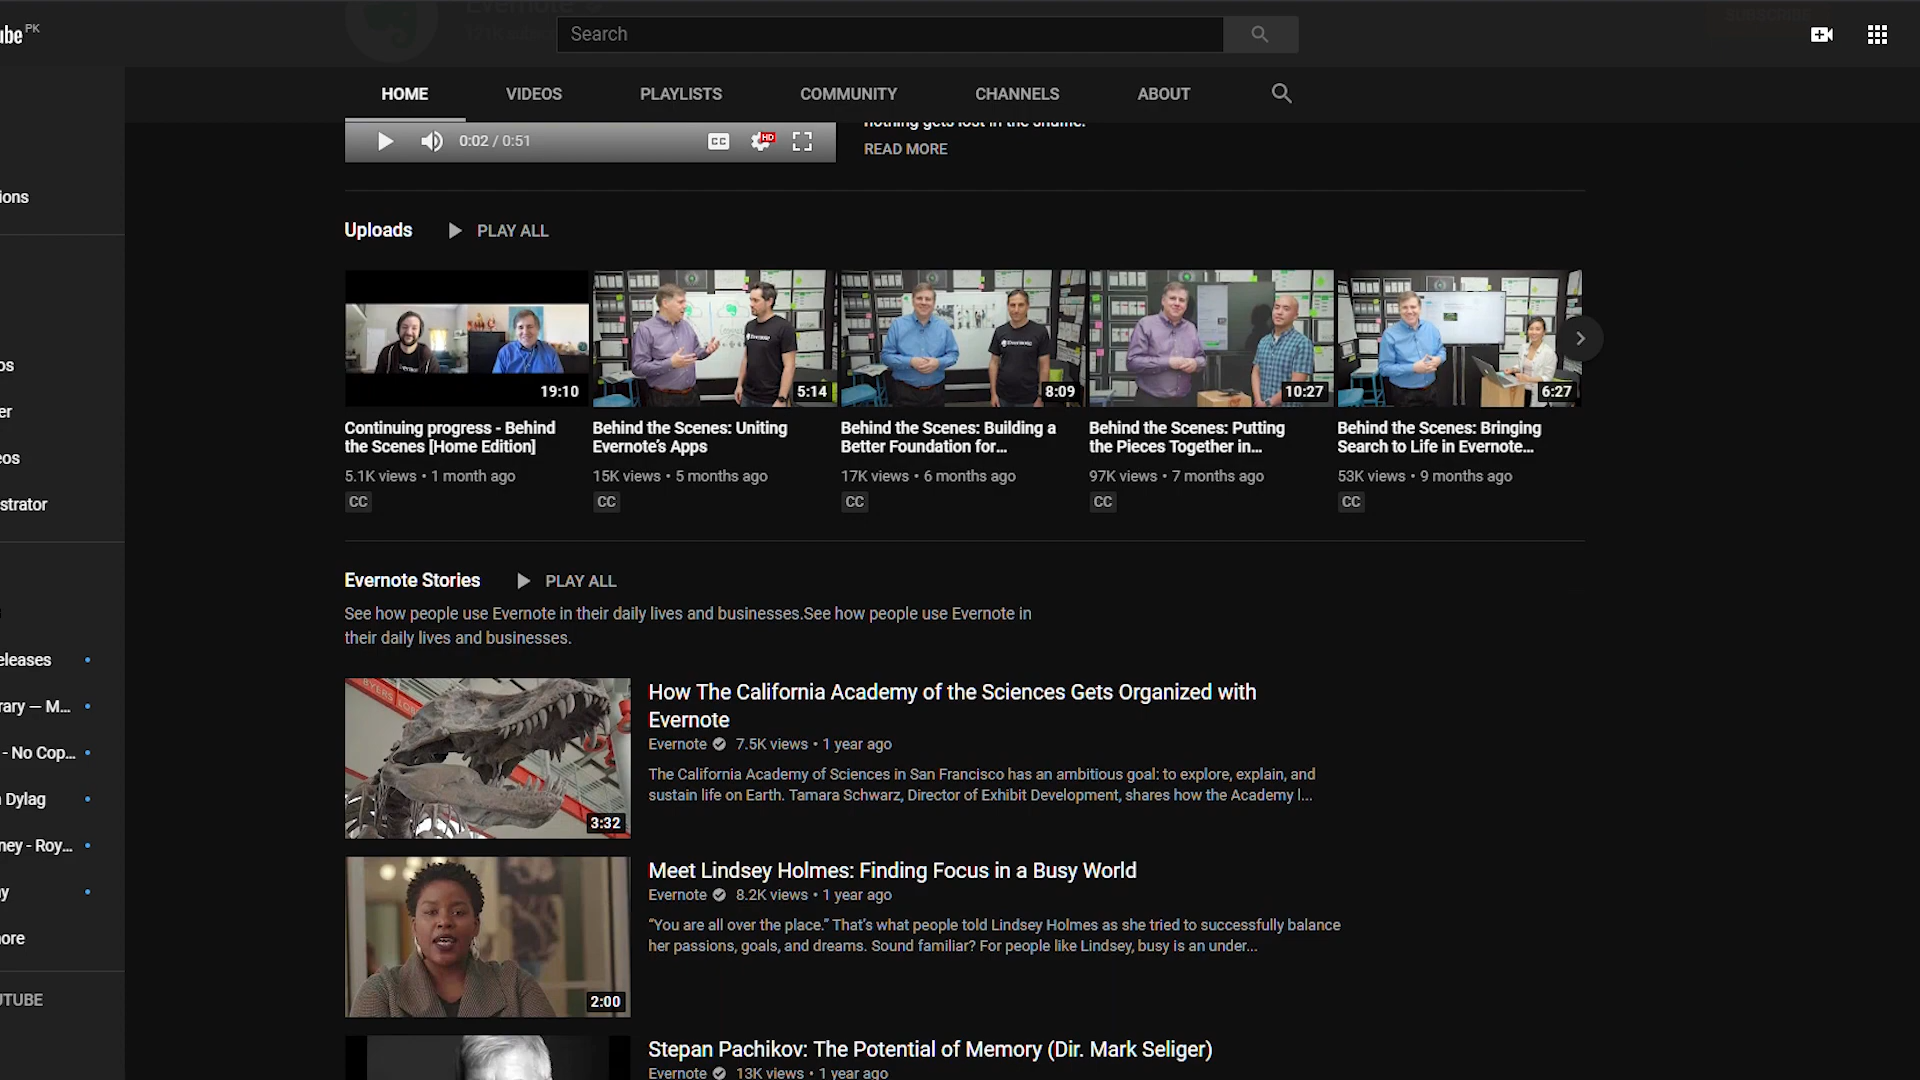 ube PK
Evernote
Search
SUBSCRIBE
HOME
VIDEOS
PLAYLISTS
COMMUNITY
CHANNELS
ABOUT
0:02 / 0:51
CC
HD
nothing gets lost in the shuffle.
READ MORE
ions
os
er
eos
strator
eleases
rary — M...
- No Cop...
Dylag
ney - Roy...
y
ore
UTUBE
Uploads
PLAY ALL
19:10
5:14
8:09
10:27
6:27
Continuing progress - Behind
the Scenes [Home Edition]
5.1K views • 1 month ago
CC
Behind the Scenes: Uniting
Evernote’s Apps
15K views • 5 months ago
CC
Behind the Scenes: Building a
Better Foundation for...
17K views • 6 months ago
CC
Behind the Scenes: Putting
the Pieces Together in...
97K views • 7 months ago
CC
Behind the Scenes: Bringing
Search to Life in Evernote...
53K views • 9 months ago
CC
Evernote Stories
PLAY ALL
See how people use Evernote in their daily lives and businesses.See how people use Evernote in
their daily lives and businesses.
3:32
How The California Academy of the Sciences Gets Organized with
Evernote
Evernote 7.5K views • 1 year ago
The California Academy of Sciences in San Francisco has an ambitious goal: to explore, explain, and
sustain life on Earth. Tamara Schwarz, Director of Exhibit Development, shares how the Academy l...
2:00
Meet Lindsey Holmes: Finding Focus in a Busy World
Evernote 8.2K views • 1 year ago
“You are all over the place.” That’s what people told Lindsey Holmes as she tried to successfully balance
her passions, goals, and dreams. Sound familiar? For people like Lindsey, busy is an under...
Stepan Pachikov: The Potential of Memory (Dir. Mark Seliger)
Evernote 13K views • 1 year ago